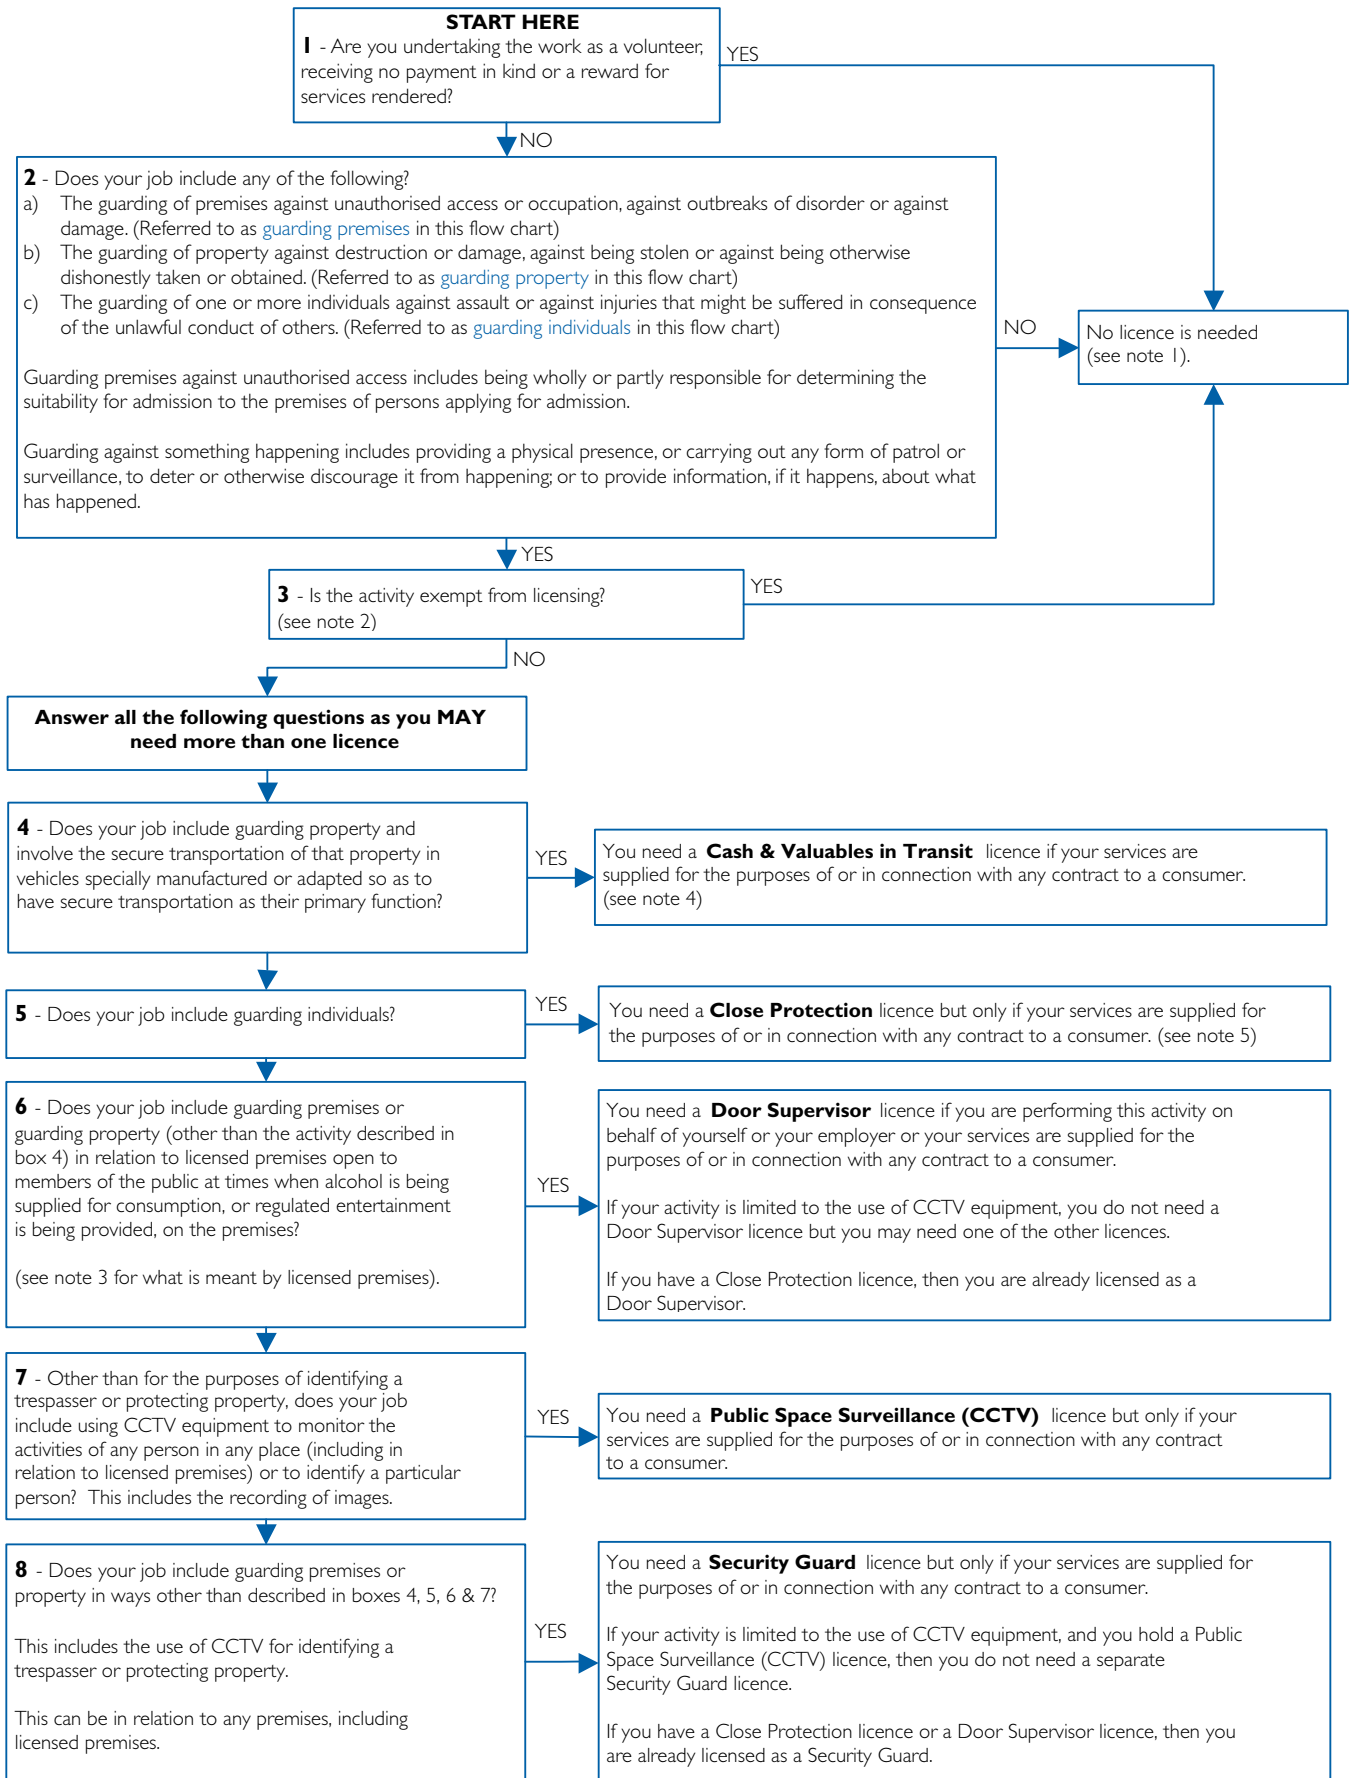 START HERE
1 - Are you undertaking the work as a volunteer,
receiving no payment in kind or a reward for
services rendered?
YES
NO
2 - Does your job include any of the following?
a) The guarding of premises against unauthorised access or occupation, against outbreaks of disorder or against
damage. (Referred to as guarding premises in this flow chart)
b) The guarding of property against destruction or damage, against being stolen or against being otherwise
dishonestly taken or obtained. (Referred to as guarding property in this flow chart)
c) The guarding of one or more individuals against assault or against injuries that might be suffered in consequence
of the unlawful conduct of others. (Referred to as guarding individuals in this flow chart)
Guarding premises against unauthorised access includes being wholly or partly responsible for determining the
suitability for admission to the premises of persons applying for admission.
Guarding against something happening includes providing a physical presence, or carrying out any form of patrol or
surveillance, to deter or otherwise discourage it from happening; or to provide information, if it happens, about what
has happened.
NO
No licence is needed
(see note 1).
YES
3 - Is the activity exempt from licensing?
(see note 2)
YES
NO
Answer all the following questions as you MAY
need more than one licence
4 - Does your job include guarding property and
involve the secure transportation of that property in
vehicles specially manufactured or adapted so as to
have secure transportation as their primary function?
YES
You need a Cash & Valuables in Transit licence if your services are
supplied for the purposes of or in connection with any contract to a consumer.
(see note 4)
5 - Does your job include guarding individuals?
YES
You need a Close Protection licence but only if your services are supplied for
the purposes of or in connection with any contract to a consumer. (see note 5)
6 - Does your job include guarding premises or
guarding property (other than the activity described in
box 4) in relation to licensed premises open to
members of the public at times when alcohol is being
supplied for consumption, or regulated entertainment
is being provided, on the premises?
(see note 3 for what is meant by licensed premises).
YES
You need a Door Supervisor licence if you are performing this activity on
behalf of yourself or your employer or your services are supplied for the
purposes of or in connection with any contract to a consumer.
If your activity is limited to the use of CCTV equipment, you do not need a
Door Supervisor licence but you may need one of the other licences.
If you have a Close Protection licence, then you are already licensed as a
Door Supervisor.
7 - Other than for the purposes of identifying a
trespasser or protecting property, does your job
include using CCTV equipment to monitor the
activities of any person in any place (including in
relation to licensed premises) or to identify a particular
person? This includes the recording of images.
YES
You need a Public Space Surveillance (CCTV) licence but only if your
services are supplied for the purposes of or in connection with any contract
to a consumer.
8 - Does your job include guarding premises or
property in ways other than described in boxes 4, 5, 6 & 7?
This includes the use of CCTV for identifying a
trespasser or protecting property.
This can be in relation to any premises, including
licensed premises.
YES
You need a Security Guard licence but only if your services are supplied for
the purposes of or in connection with any contract to a consumer.
If your activity is limited to the use of CCTV equipment, and you hold a Public
Space Surveillance (CCTV) licence, then you do not need a separate
Security Guard licence.
If you have a Close Protection licence or a Door Supervisor licence, then you
are already licensed as a Security Guard.